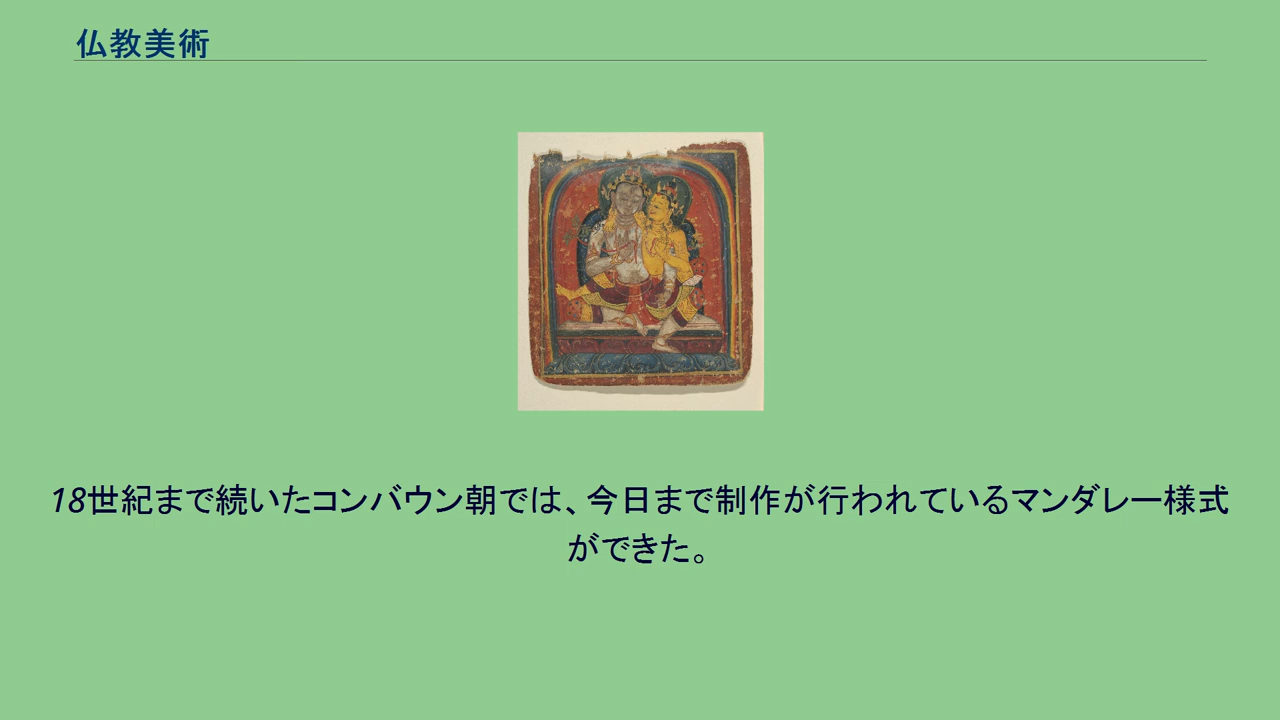 仏教美術
18世紀まで続いたコンバウン朝では、今日まで制作が行われているマンダレー様式
ができた。